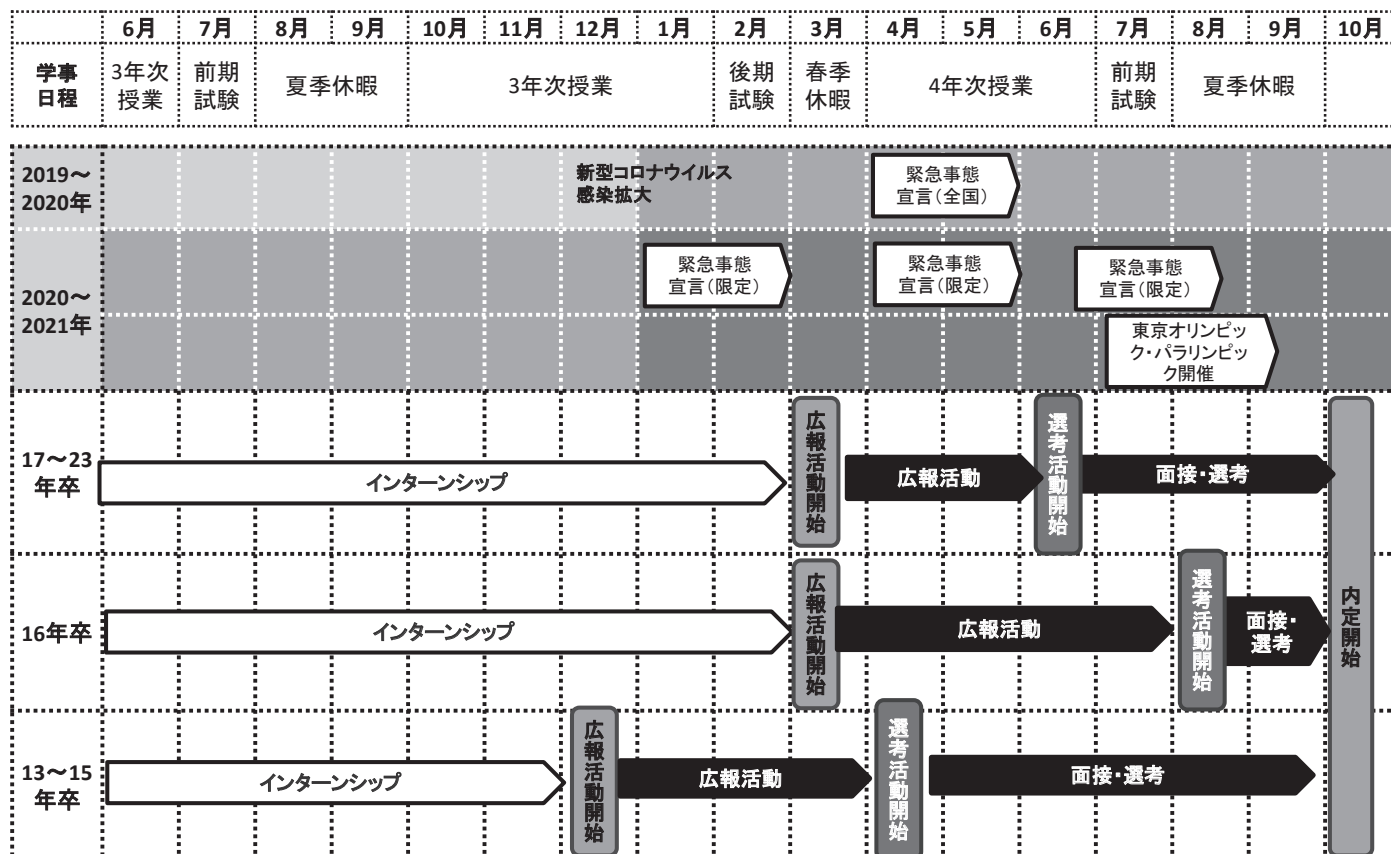 6月 7月 8月 9月 10月 11月 12月 1月 2月 3月 4月 5月 6月 7月 8月 9月 10月
学事
日程
3年次
授業
前期
試験
夏季休暇
3年次授業
後期
試験
春季
休暇
4年次授業
前期
試験
夏季休暇
2019～
2020年
新型コロナウイルス
感染拡大
緊急事態
宣言(全国)
2020～
2021年
緊急事態
宣言(限定)
緊急事態
宣言(限定)
緊急事態
宣言(限定)
東京オリンピッ
ク・パラリンピッ
ク開催
17～23
年卒
インターンシップ
広報活動開始
広報活動
選考活動開始
面接・選考
16年卒
インターンシップ
広報活動開始
広報活動
選考活動開始
面接・
選考
内定開始
13～15
年卒
インターンシップ
広報活動開始
広報活動
選考活動開始
面接・選考